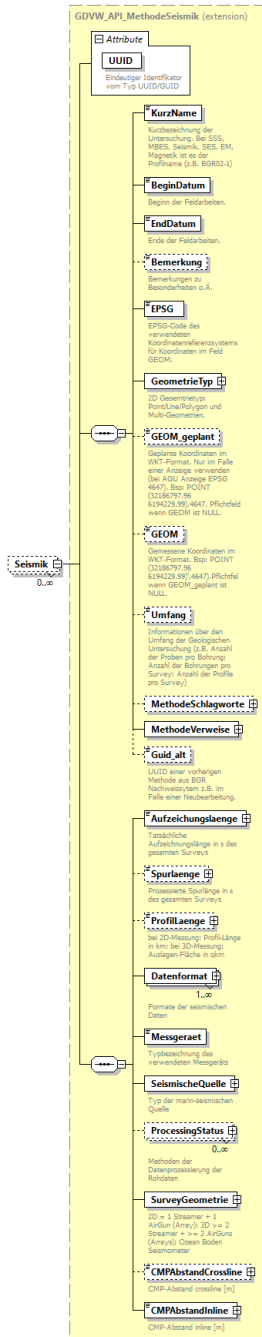 GDVW_API_MethodeSeismik (extension)
Attribute
UUID
Eindeutiger Identifikator
vom Typ UUID/GUID
KurzName
Kurzbezeichnung der
Untersuchung. Bei SSS,
MBES, Seismik, SES, EM,
Magnetik ist es der
Profilname (z.B. BGR02-1)
BeginDatum
Beginn der Feldarbeiten.
EndDatum
Ende der Feldarbeiten.
Bemerkung
Bemerkungen zu
Besonderheiten o.Ä.
EPSG
EPSG-Code des
verwendeten
Koordinatenreferenzsystems
für Koordinaten im Feld
GEOM.
GeometrieTyp
2D Geoemtrietyp:
Point/Line/Polygon und
Multi-Geometrien.
GEOM_geplant
Geplante Koordinaten im
WKT-Format. Nur im Falle
einer Anzeige verwenden
(bei AGU Anzeige EPSG
4647). Bsp: POINT
(32186797.96
6194229.99),4647. Pflichtfeld
wenn GEOM ist NULL.
GEOM
Gemessene Koordinaten im
WKT-Format. Bsp: POINT
(32186797.96
6194229.99)',4647).Pflichtfel
wenn GEOM_geplant ist
NULL.
Umfang
Informationen über den
Umfang der Geologischen
Untersuchung (z.B. Anzahl
der Proben pro Bohrung;
Anzahl der Bohrungen pro
Survey; Anzahl der Profile
pro Survey)
Seismik
0..∞
MethodeSchlagworte
MethodeVerweise
Guid_alt
UUID einer vorherigen
Methode aus BGR
Nachweissytem z.B. im
Falle einer Neubearbeitung.
Aufzeichungslaenge
Tatsächliche
Aufzeichnungslänge in s des
gesamten Surveys
Spurlaenge
Prozessierte Spurlänge in s
des gesamten Surveys
ProfilLaenge
bei 2D-Messung: Profil-Länge
in km; bei 3D-Messung:
Auslagen-Fläche in qkm
Datenformat
1..∞
Formate der seismischen
Daten
Messgeraet
Typbezeichnung des
verwendeten Messgeräts
SeismischeQuelle
Typ der marin-seismischen
Quelle
ProcessingStatus
0..∞
Methoden der
Datenprozessierung der
Rohdaten
SurveyGeometrie
2D = 1 Streamer + 1
AirGun (Array); 3D >= 2
Streamer + >= 2 AirGuns
(Arrays); Ozean Boden
Seismometer
CMPAbstandCrossline
CMP-Abstand crossline [m]
CMPAbstandInline
CMP-Abstand inline [m]